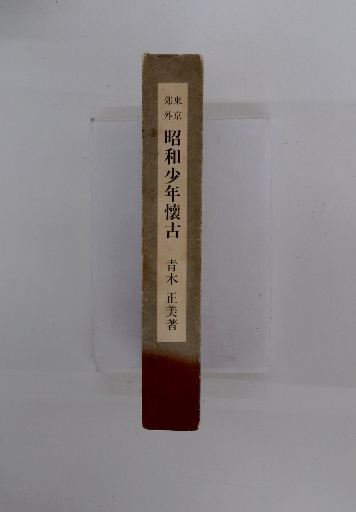 東京
郊外
昭和少年懐古
青木正美著